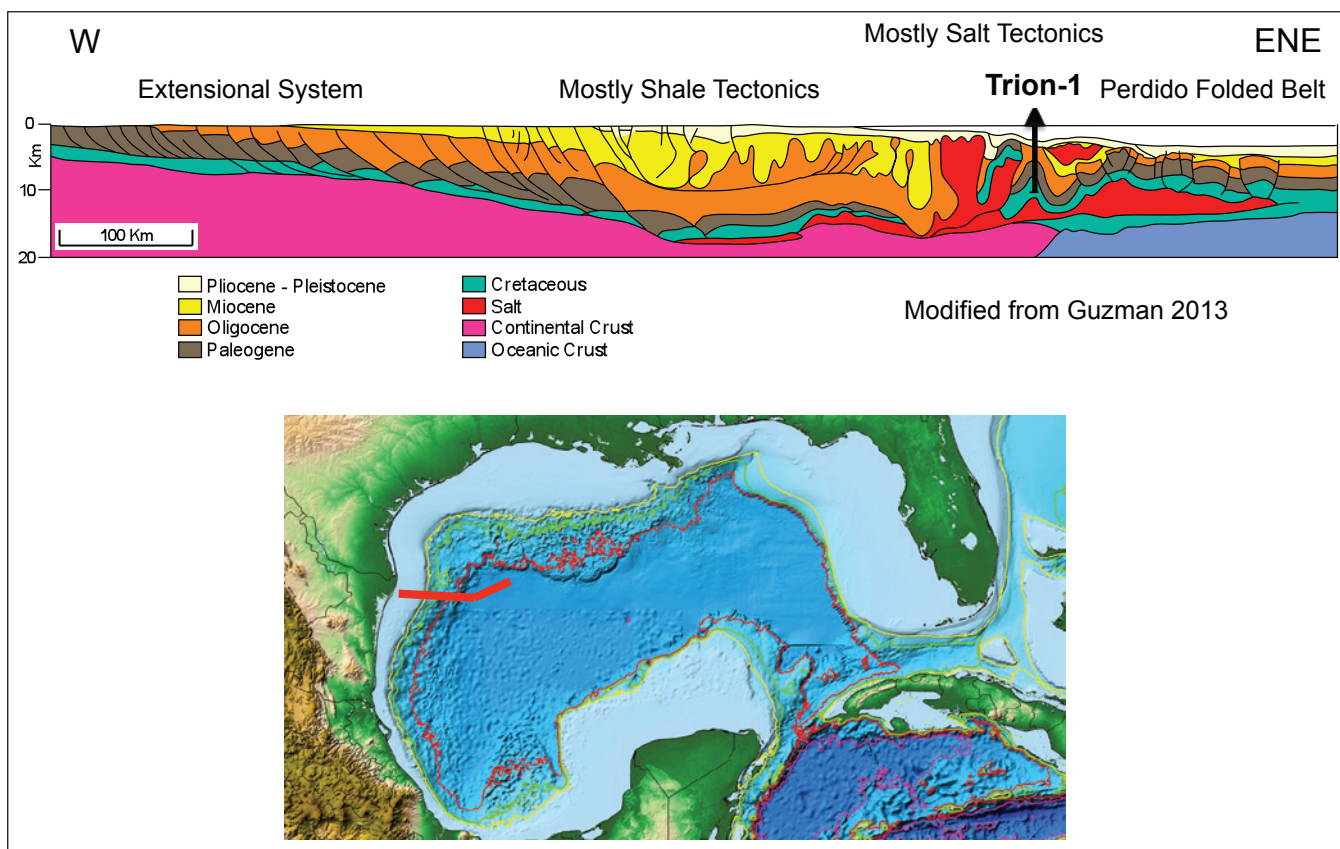 W
Mostly Salt Tectonics
ENE
Extensional System
Mostly Shale Tectonics
Trion-1
Perdido Folded Belt
0
Km
10
20
100 Km
Pliocene - Pleistocene
Miocene
Oligocene
Paleogene
Cretaceous
Salt
Continental Crust
Oceanic Crust
Modified from Guzman 2013